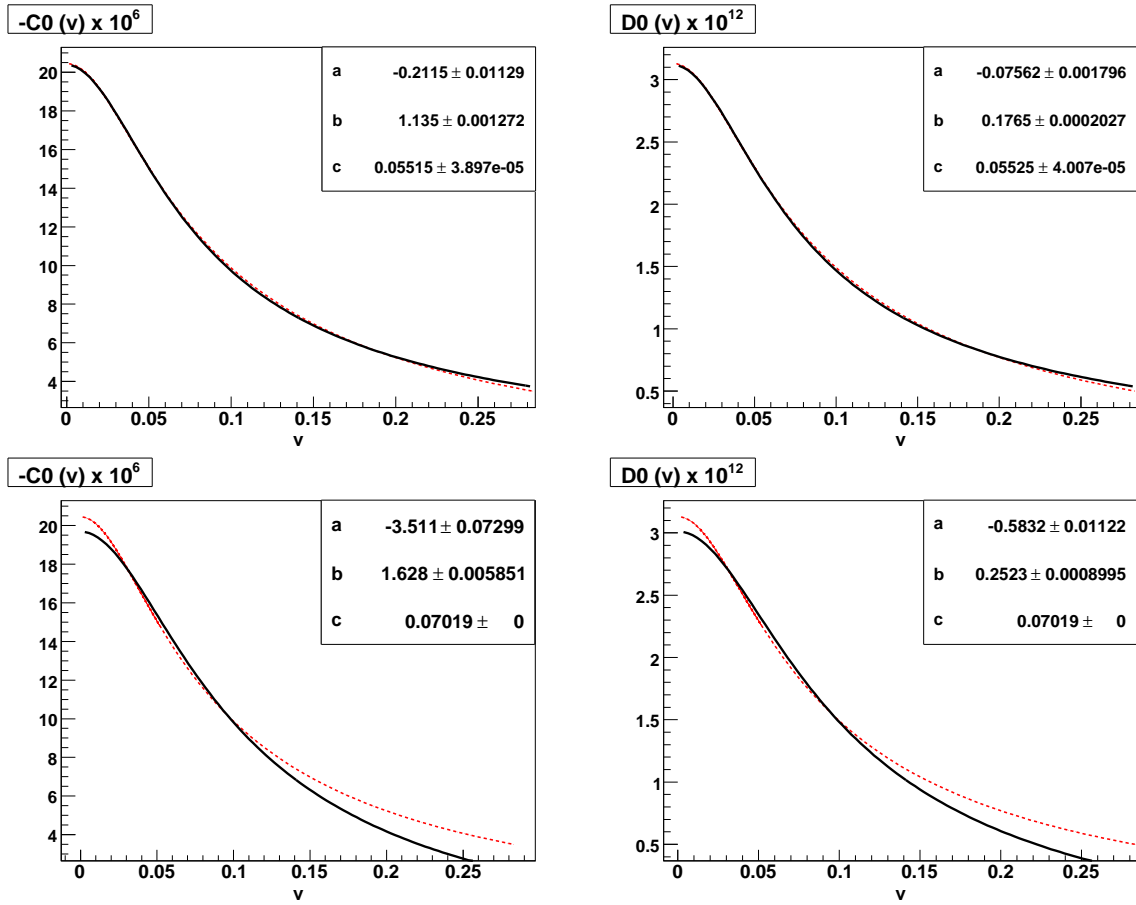 -C0 (v) x 10^6
a -0.2115 ± 0.01129
b 1.135 ± 0.001272
c 0.05515 ± 3.897e-05
20
18
16
14
12
10
8
6
4
0 0.05 0.1 0.15 0.2 0.25
v
D0 (v) x 10^12
a -0.07562 ± 0.001796
b 0.1765 ± 0.0002027
c 0.05525 ± 4.007e-05
3
2.5
2
1.5
1
0.5
0 0.05 0.1 0.15 0.2 0.25
v
-C0 (v) x 10^6
a -3.511 ± 0.07299
b 1.628 ± 0.005851
c 0.07019 ± 0
20
18
16
14
12
10
8
6
4
0 0.05 0.1 0.15 0.2 0.25
v
D0 (v) x 10^12
a -0.5832 ± 0.01122
b 0.2523 ± 0.0008995
c 0.07019 ± 0
3
2.5
2
1.5
1
0.5
0 0.05 0.1 0.15 0.2 0.25
v